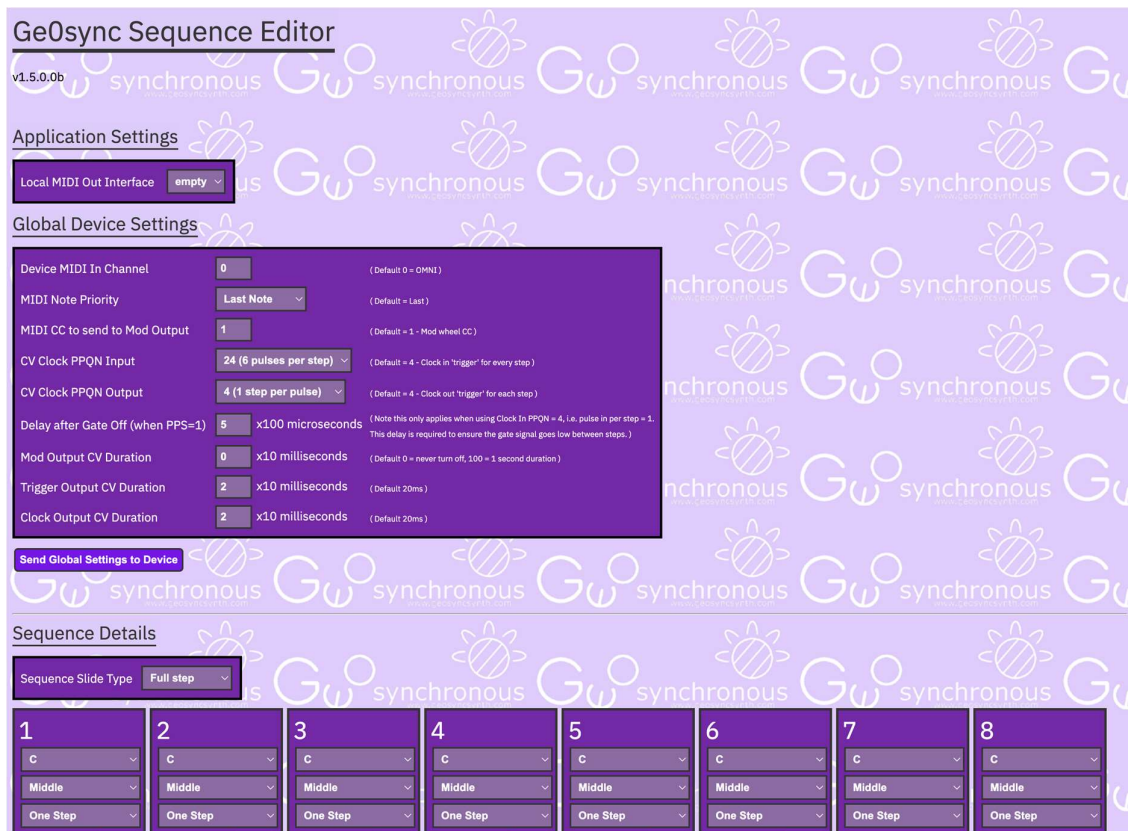 Ge0sync Sequence Editor
v1.5.0.0b
Application Settings
Local MIDI Out Interface empty
Global Device Settings
Device MIDI In Channel 0 ( Default 0 = OMNI )
MIDI Note Priority Last Note ( Default = Last )
MIDI CC to send to Mod Output 1 ( Default = 1 - Mod wheel CC )
CV Clock PPQN Input 24 (6 pulses per step) ( Default = 4 - Clock in 'trigger' for every step )
CV Clock PPQN Output 4 (1 step per pulse) ( Default = 4 - Clock out 'trigger' for each step )
Delay after Gate Off (when PPS=1) 5 x100 microseconds ( Note this only applies when using Clock In PPQN = 4, i.e. pulse in per step = 1.
This delay is required to ensure the gate signal goes low between steps. )
Mod Output CV Duration 0 x10 milliseconds ( Default 0 = never turn off, 100 = 1 second duration )
Trigger Output CV Duration 2 x10 milliseconds ( Default 20ms )
Clock Output CV Duration 2 x10 milliseconds ( Default 20ms )
Send Global Settings to Device
Sequence Details
Sequence Slide Type Full step
1 2 3 4 5 6 7 8
C C C C C C C C
Middle Middle Middle Middle Middle Middle Middle Middle
One Step One Step One Step One Step One Step One Step One Step One Step